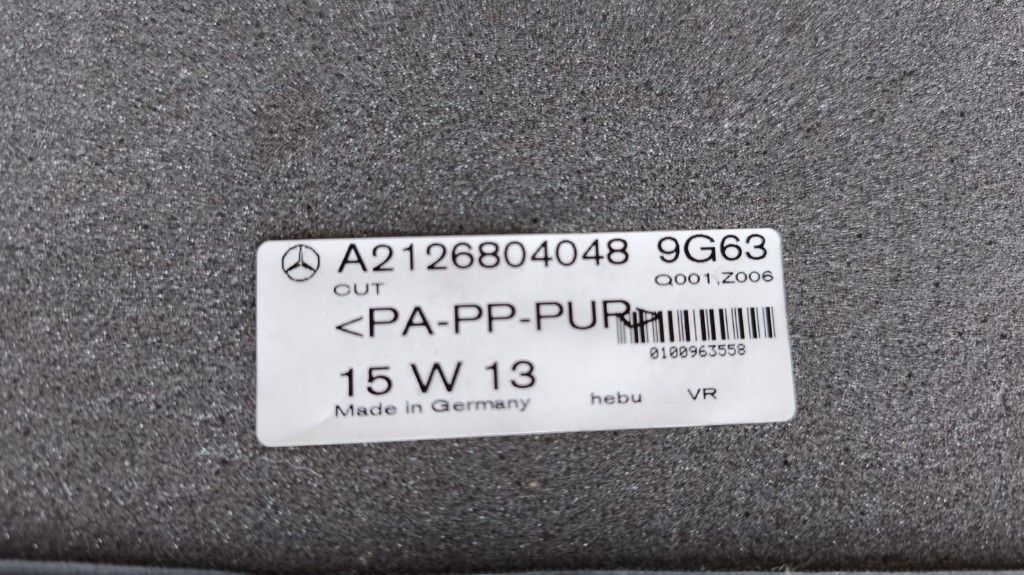 A2126804048 9G63
CUT Q001,Z006
<PA-PP-PUR>
0100963558
15 W 13
Made in Germany hebu VR